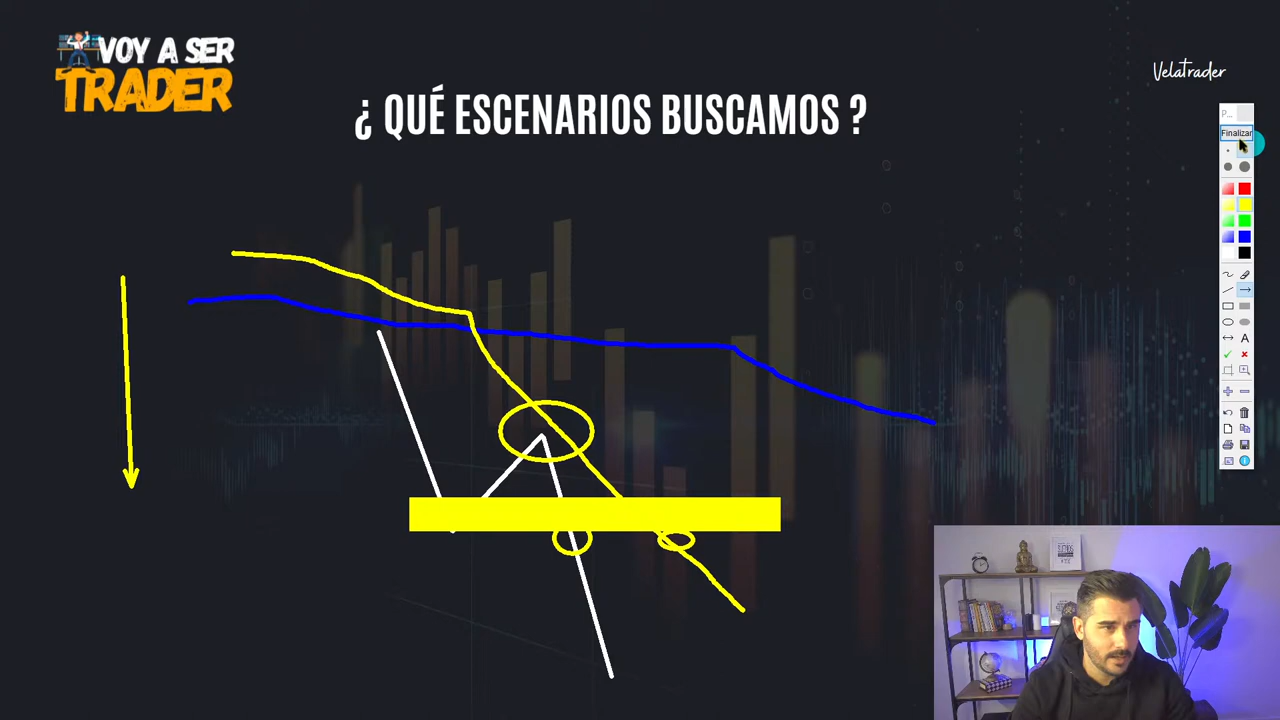 VOY A SER
TRADER
Velatrader
¿ QUÉ ESCENARIOS BUSCAMOS ?
P...
Finalizar
A